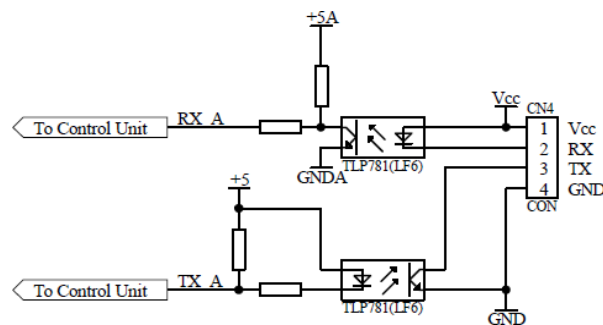 +5A
Vcc
CN4
To Control Unit
RX_A
1
Vcc
2
RX
3
TX
4
GND
GNDA
TLP781(LF6)
CON
+5
To Control Unit
TX_A
TLP781(LF6)
GND